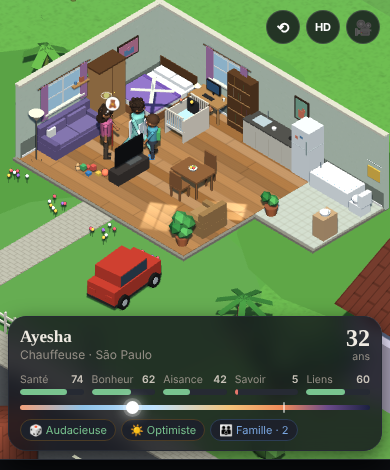 HD
Ayesha
32
Chauffeuse · São Paulo
ans
Santé 74 Bonheur 62 Aisance 42 Savoir 5 Liens 60
Audacieuse Optimiste Famille · 2